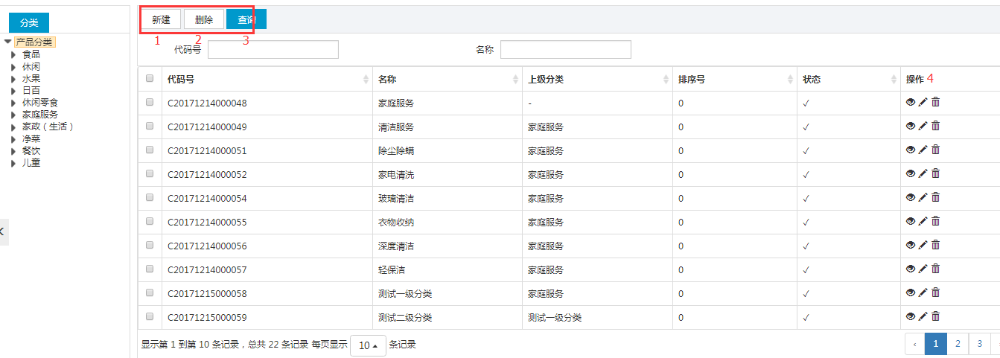 分类
产品分类
食品
休闲
水果
日百
休闲零食
家庭服务
家政（生活）
净菜
餐饮
儿童
新建 删除 查询
1 2 3
代码号 名称
代码号 名称 上级分类 排序号 状态 操作 4
C20171214000048 家庭服务 - 0 ✓
C20171214000049 清洁服务 家庭服务 0 ✓
C20171214000051 除尘除螨 家庭服务 0 ✓
C20171214000052 家电清洗 家庭服务 0 ✓
C20171214000054 玻璃清洁 家庭服务 0 ✓
C20171214000055 衣物收纳 家庭服务 0 ✓
C20171214000056 深度清洁 家庭服务 0 ✓
C20171214000057 轻保洁 家庭服务 0 ✓
C20171215000058 测试一级分类 家庭服务 0 ✓
C20171215000059 测试二级分类 测试一级分类 0 ✓
显示第 1 到第 10 条记录，总共 22 条记录 每页显示 10 条记录 ‹ 1 2 3